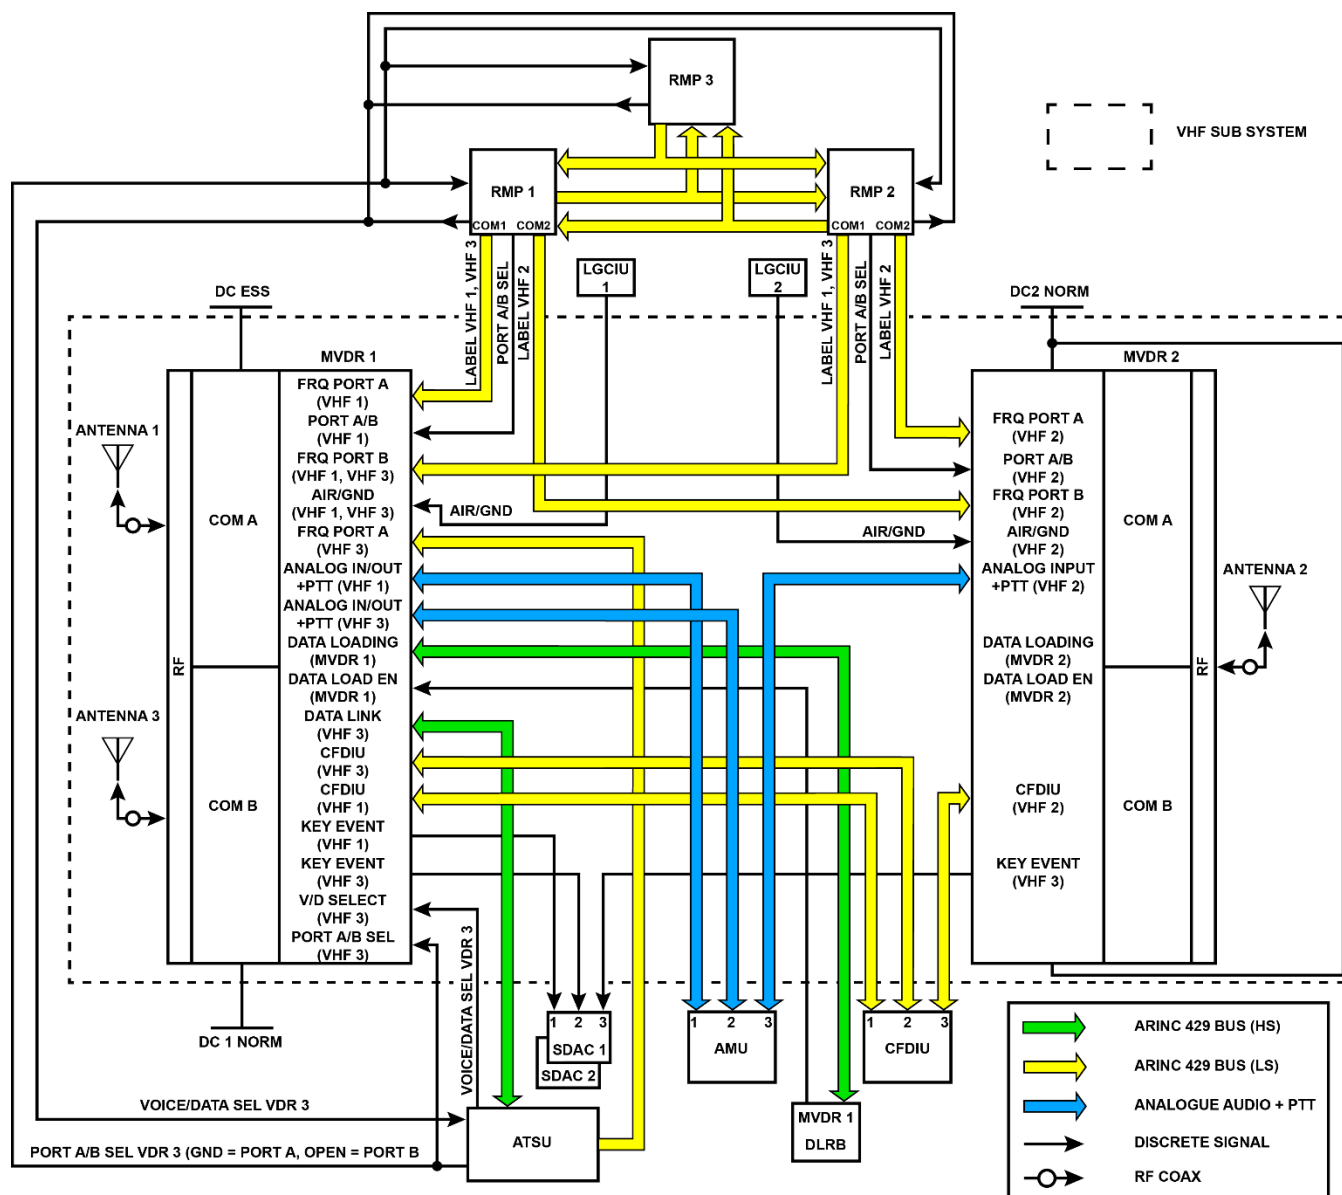 RMP 3
VHF SUB SYSTEM
RMP 1
RMP 2
COM1 COM2
COM1 COM2
LABEL VHF 1, VHF 3
PORT A/B SEL
LABEL VHF 2
LGCIU
1
LGCIU
2
LABEL VHF 1, VHF 3
PORT A/B SEL
LABEL VHF 2
DC ESS
DC2 NORM
MVDR 1
MVDR 2
ANTENNA 1
ANTENNA 3
RF
COM A
COM B
FRQ PORT A
(VHF 1)
PORT A/B
(VHF 1)
FRQ PORT B
(VHF 1, VHF 3)
AIR/GND
(VHF 1, VHF 3)
FRQ PORT A
(VHF 3)
ANALOG IN/OUT
+PTT (VHF 1)
ANALOG IN/OUT
+PTT (VHF 3)
DATA LOADING
(MVDR 1)
DATA LOAD EN
(MVDR 1)
DATA LINK
(VHF 3)
CFDIU
(VHF 3)
CFDIU
(VHF 1)
KEY EVENT
(VHF 1)
KEY EVENT
(VHF 3)
V/D SELECT
(VHF 3)
PORT A/B SEL
(VHF 3)
AIR/GND
AIR/GND
FRQ PORT A
(VHF 2)
PORT A/B
(VHF 2)
FRQ PORT B
(VHF 2)
AIR/GND
(VHF 2)
ANALOG INPUT
+PTT (VHF 2)
DATA LOADING
(MVDR 2)
DATA LOAD EN
(MVDR 2)
CFDIU
(VHF 2)
KEY EVENT
(VHF 3)
COM A
COM B
RF
ANTENNA 2
DC 1 NORM
VOICE/DATA SEL VDR 3
1 2 3
SDAC 1
SDAC 2
1 2 3
AMU
1 2 3
CFDIU
MVDR 1
DLRB
VOICE/DATA SEL VDR 3
ATSU
PORT A/B SEL VDR 3 (GND = PORT A, OPEN = PORT B
ARINC 429 BUS (HS)
ARINC 429 BUS (LS)
ANALOGUE AUDIO + PTT
DISCRETE SIGNAL
RF COAX